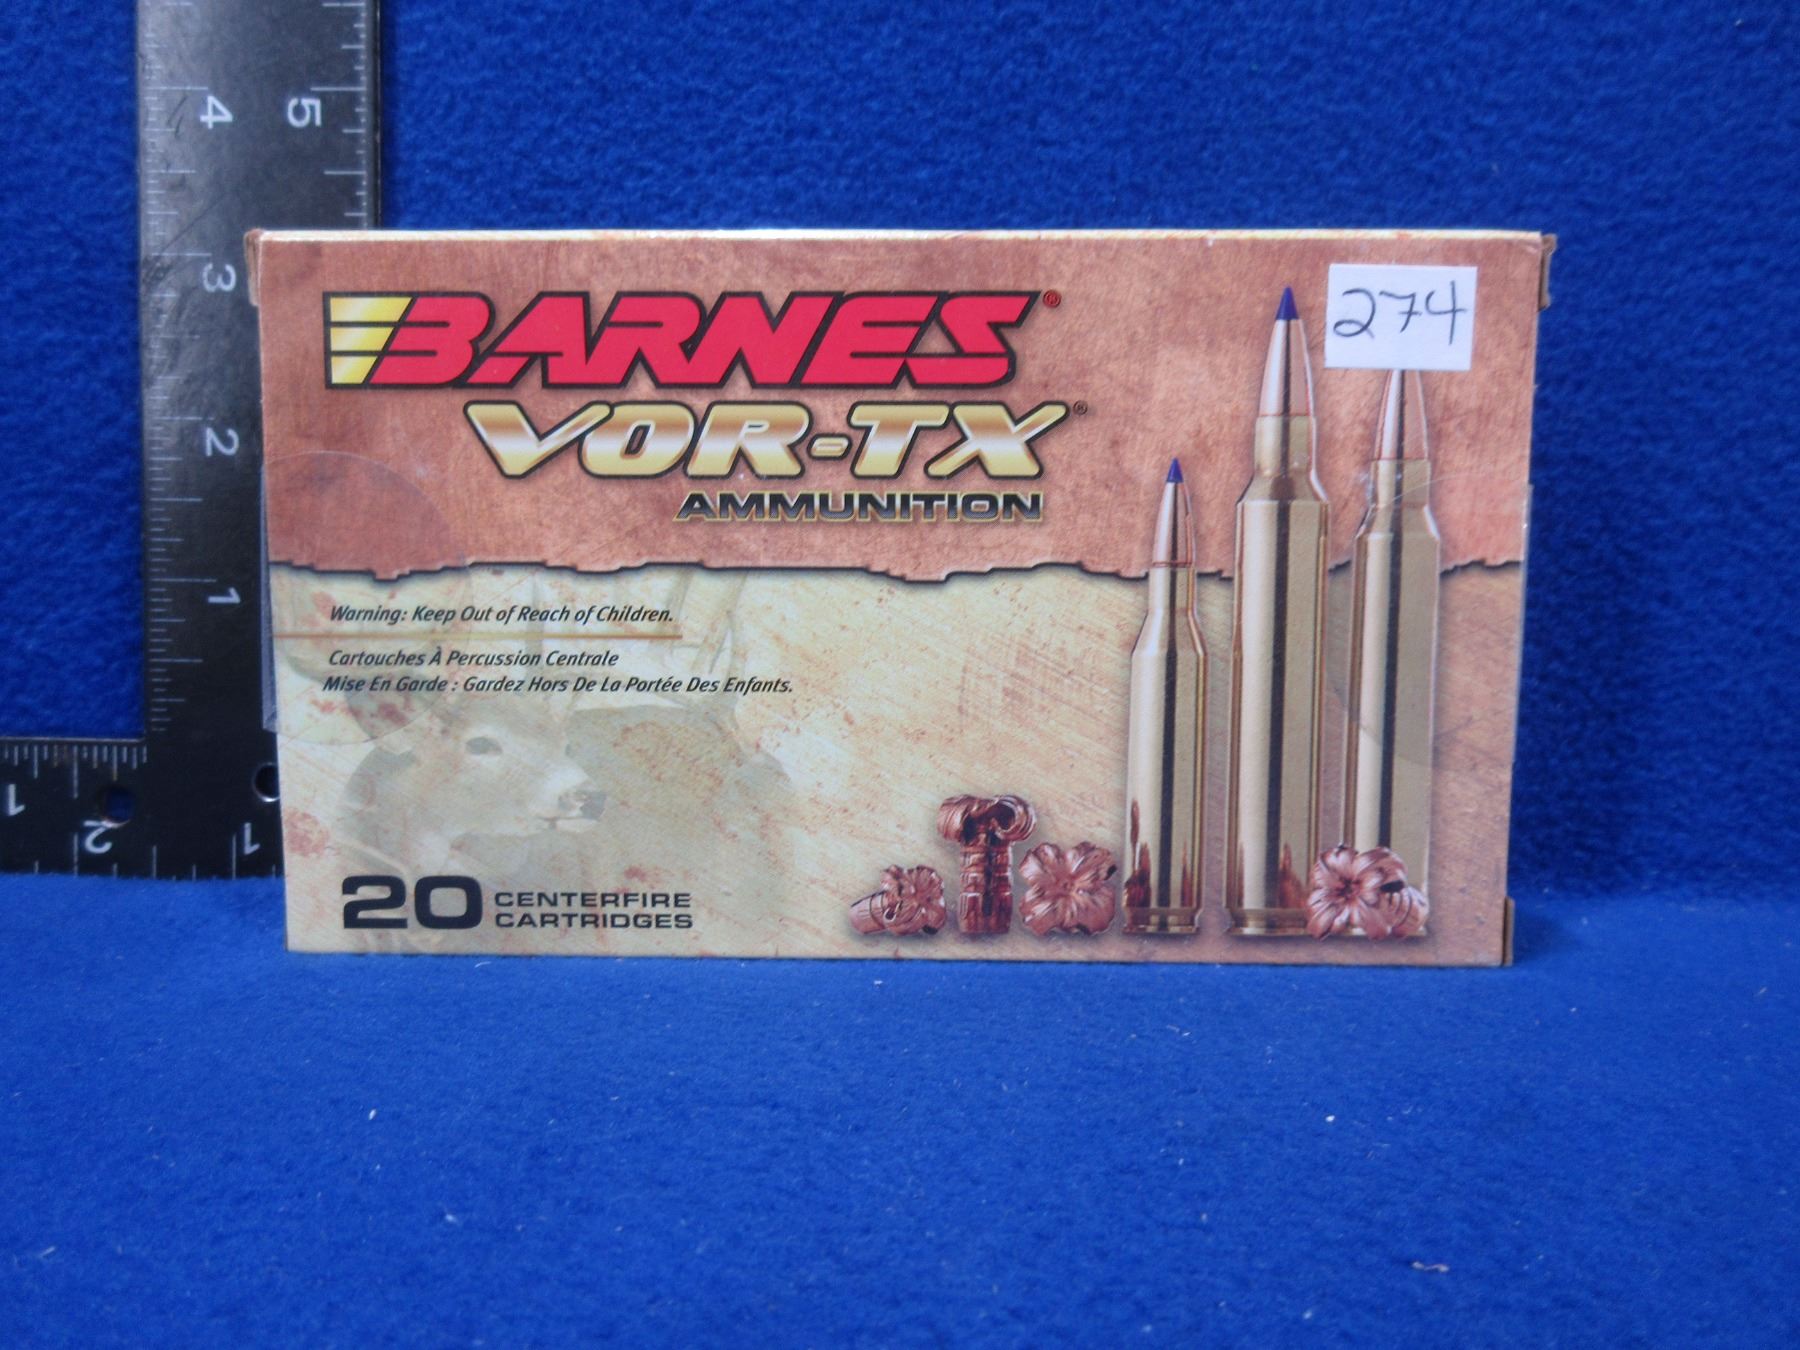 4 5
3
2
1
1 2 1
BARNES®
274
VOR-TX®
AMMUNITION
Warning: Keep Out of Reach of Children.
Cartouches À Percussion Centrale
Mise En Garde : Gardez Hors De La Portée Des Enfants.
20 CENTERFIRE
CARTRIDGES